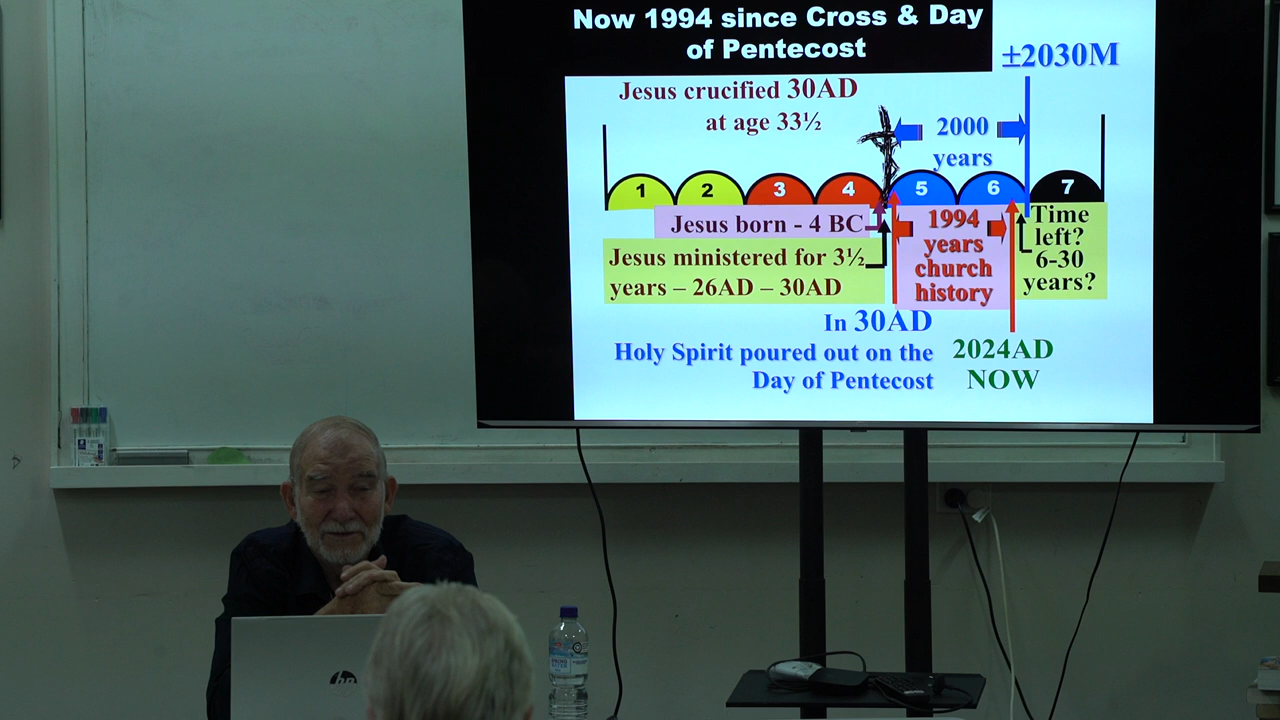 Now 1994 since Cross & Day
of Pentecost
±2030M
Jesus crucified 30AD
at age 33½
2000
years
1
2
3
4
5
6
7
Jesus born - 4 BC
Jesus ministered for 3½
years – 26AD – 30AD
1994
years
church
history
Time
left?
6-30
years?
In 30AD
Holy Spirit poured out on the
Day of Pentecost
2024AD
NOW
hp